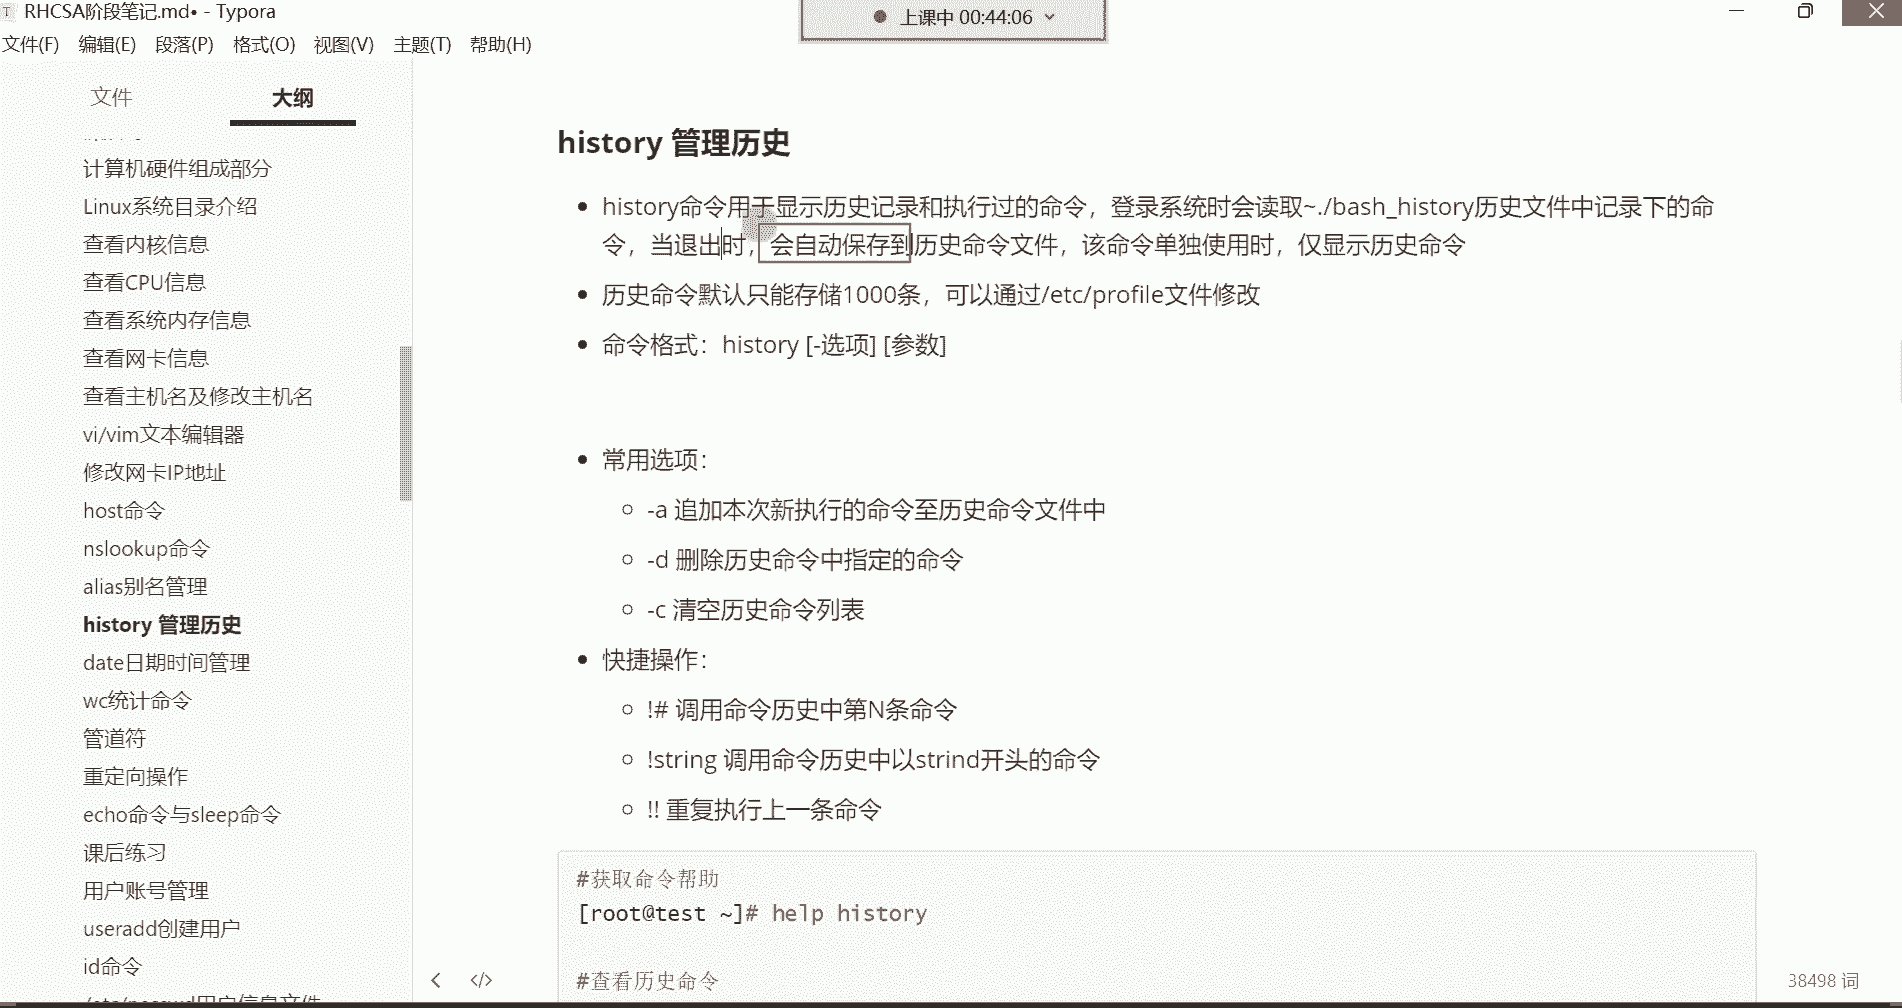 RHCSA阶段笔记.md• - Typora
上课中 00:44:06
文件(F) 编辑(E) 段落(P) 格式(O) 视图(V) 主题(T) 帮助(H)
文件 大纲
计算机硬件组成部分
Linux系统目录介绍
查看内核信息
查看CPU信息
查看系统内存信息
查看网卡信息
查看主机名及修改主机名
vi/vim文本编辑器
修改网卡IP地址
host命令
nslookup命令
alias别名管理
history 管理历史
date日期时间管理
wc统计命令
管道符
重定向操作
echo命令与sleep命令
课后练习
用户账号管理
useradd创建用户
id命令
history 管理历史
history命令用于显示历史记录和执行过的命令，登录系统时会读取~./bash_history历史文件中记录下的命
令，当退出时，会自动保存到历史命令文件，该命令单独使用时，仅显示历史命令
历史命令默认只能存储1000条，可以通过/etc/profile文件修改
命令格式：history [-选项] [参数]
常用选项：
-a 追加本次新执行的命令至历史命令文件中
-d 删除历史命令中指定的命令
-c 清空历史命令列表
快捷操作：
!# 调用命令历史中第N条命令
!string 调用命令历史中以strind开头的命令
!! 重复执行上一条命令
#获取命令帮助
[root@test ~]# help history
#查看历史命令
38498 词